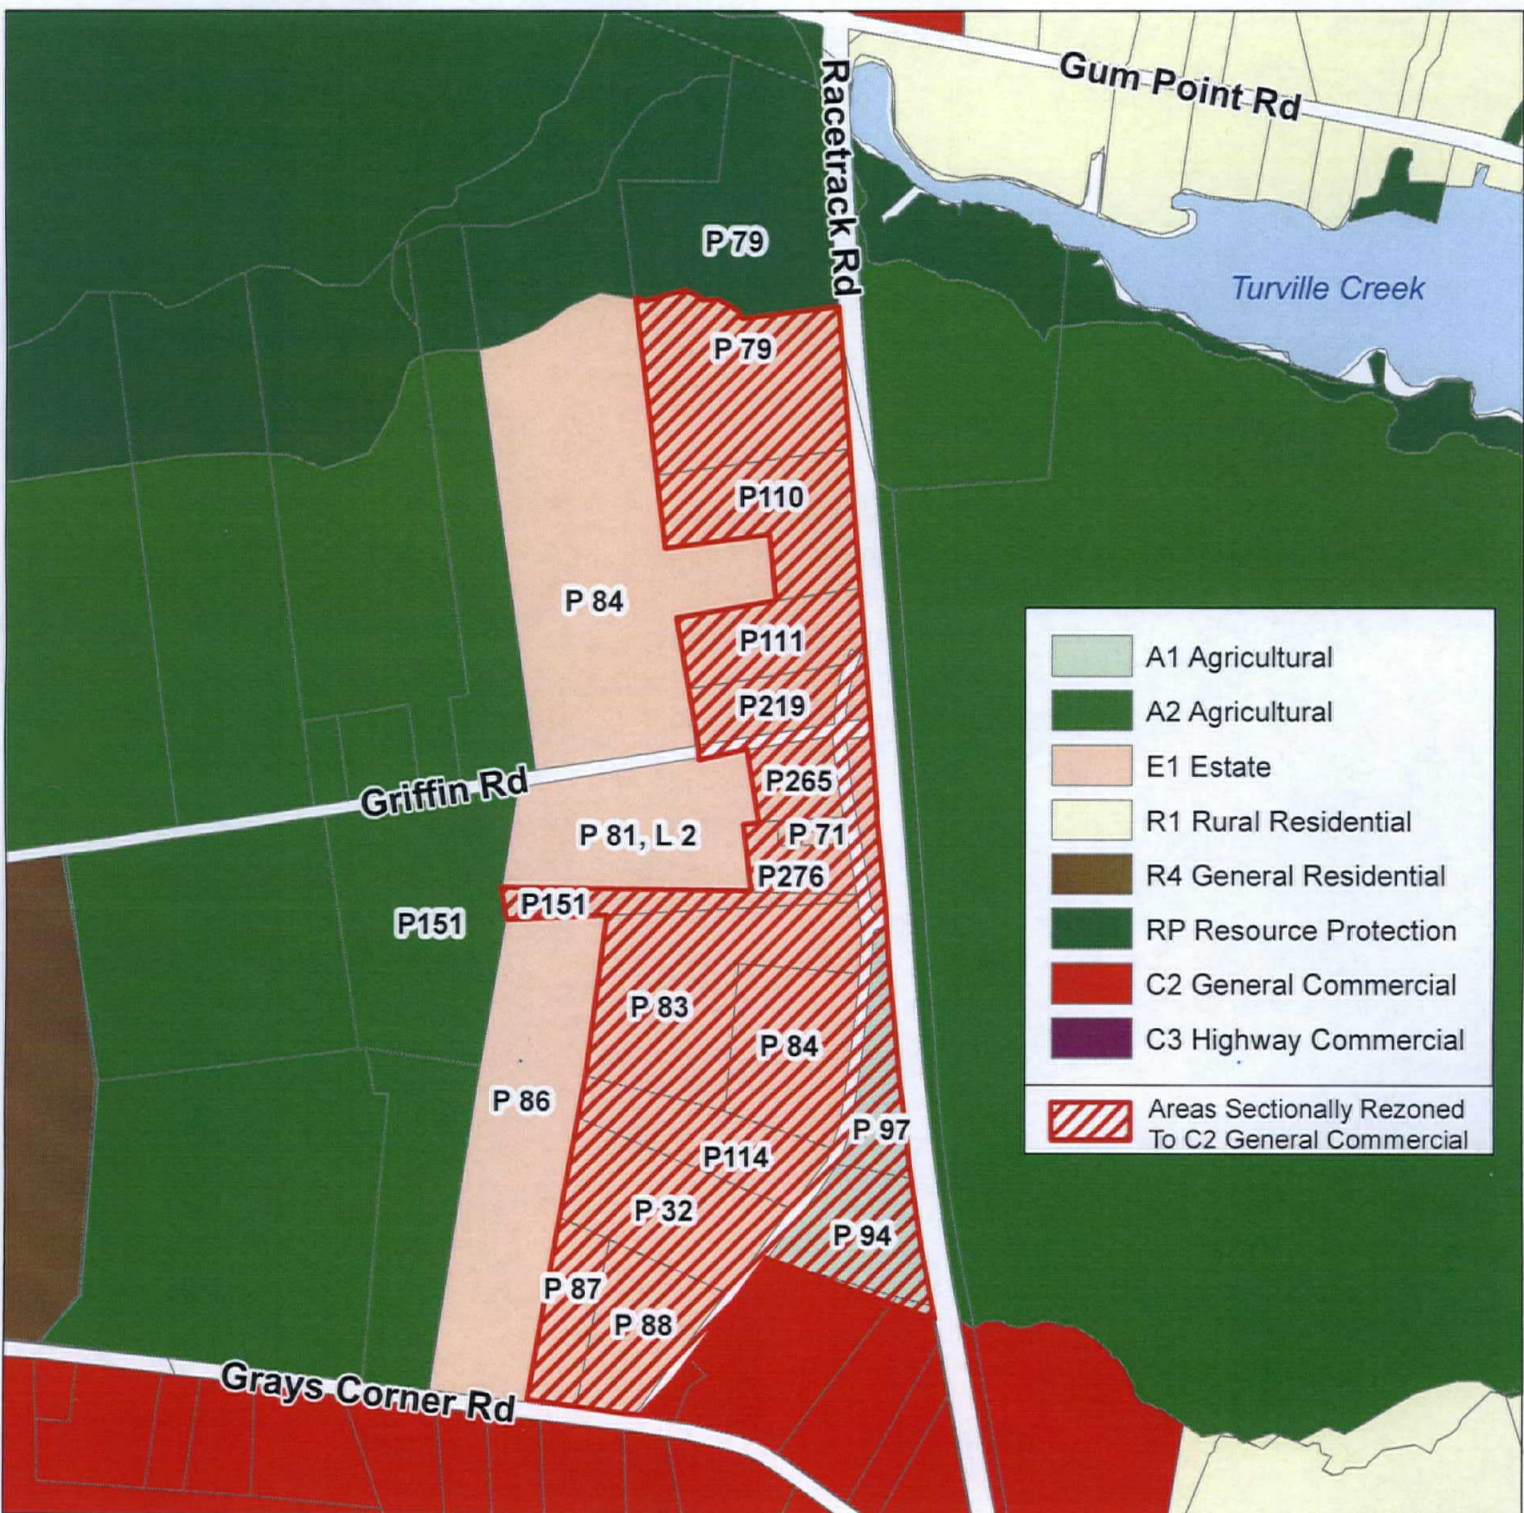 Gum Point Rd
Racetrack Rd
Turville Creek
P 79
P 79
P110
P 84
P111
P219
Griffin Rd
P265
P 81, L 2
P 71
P276
P151
P151
P 83
P 84
P 86
P 97
P114
P 32
P 94
P 87
P 88
Grays Corner Rd
A1 Agricultural
A2 Agricultural
E1 Estate
R1 Rural Residential
R4 General Residential
RP Resource Protection
C2 General Commercial
C3 Highway Commercial
Areas Sectionally Rezoned
To C2 General Commercial